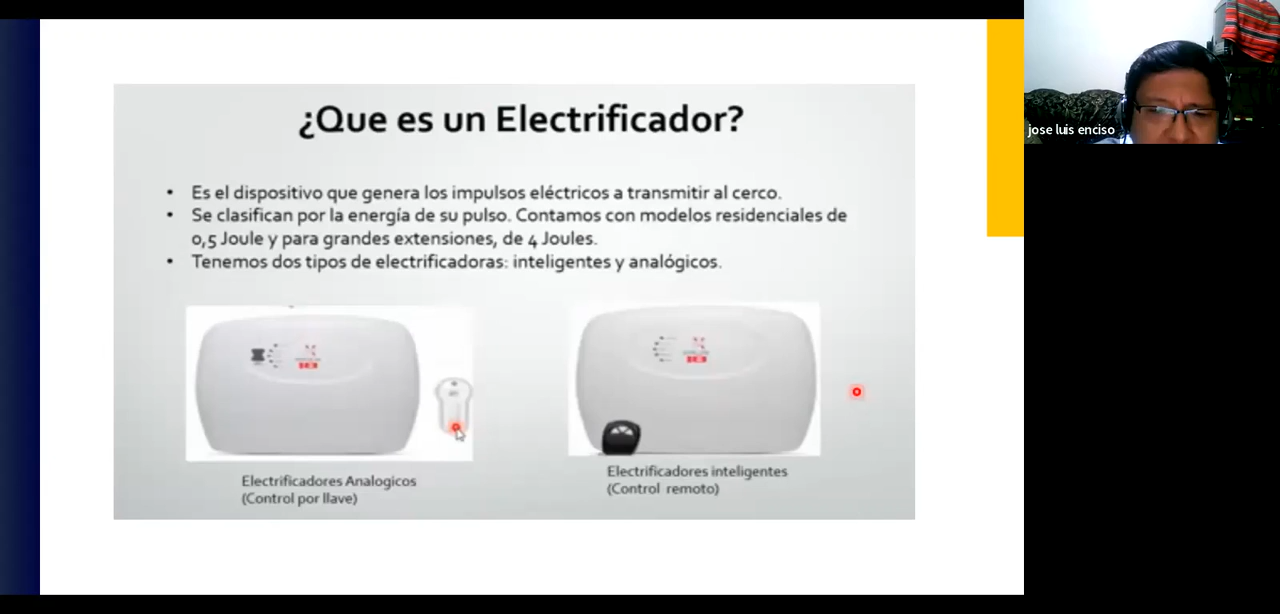 ¿Que es un Electrificador?
• Es el dispositivo que genera los impulsos eléctricos a transmitir al cerco.
• Se clasifican por la energía de su pulso. Contamos con modelos residenciales de
0,5 Joule y para grandes extensiones, de 4 Joules.
• Tenemos dos tipos de electrificadoras: inteligentes y analógicos.
Electrificadores Analogicos
(Control por llave)
Electrificadores inteligentes
(Control remoto)
jose luis enciso